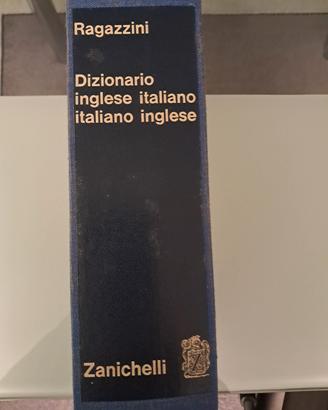 Ragazzini
Dizionario
inglese italiano
italiano inglese
Zanichelli